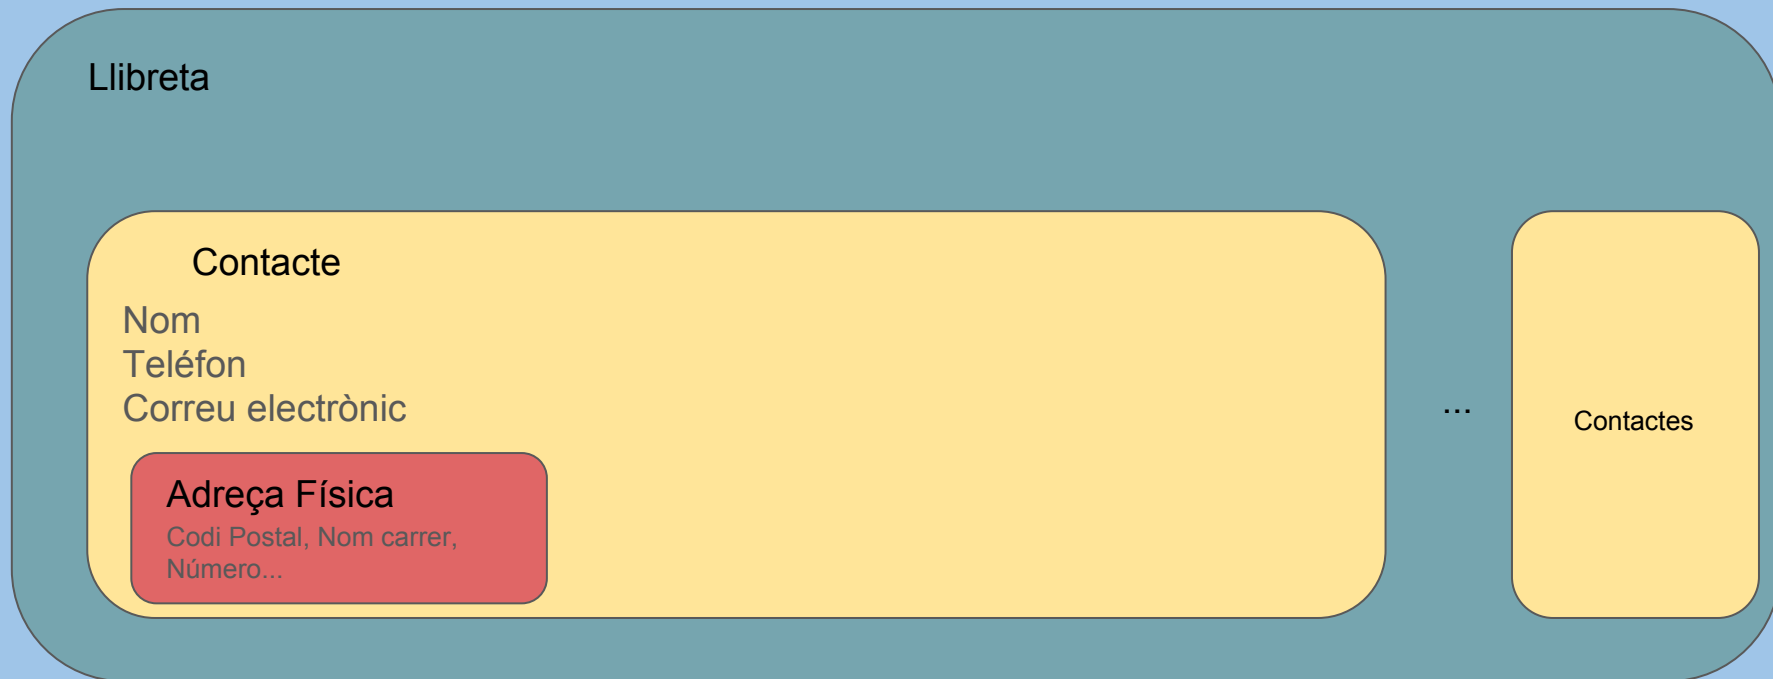 Llibreta
Contacte
Nom
Teléfon
Correu electrònic
Adreça Física
Codi Postal, Nom carrer,
Número...
...
Contactes